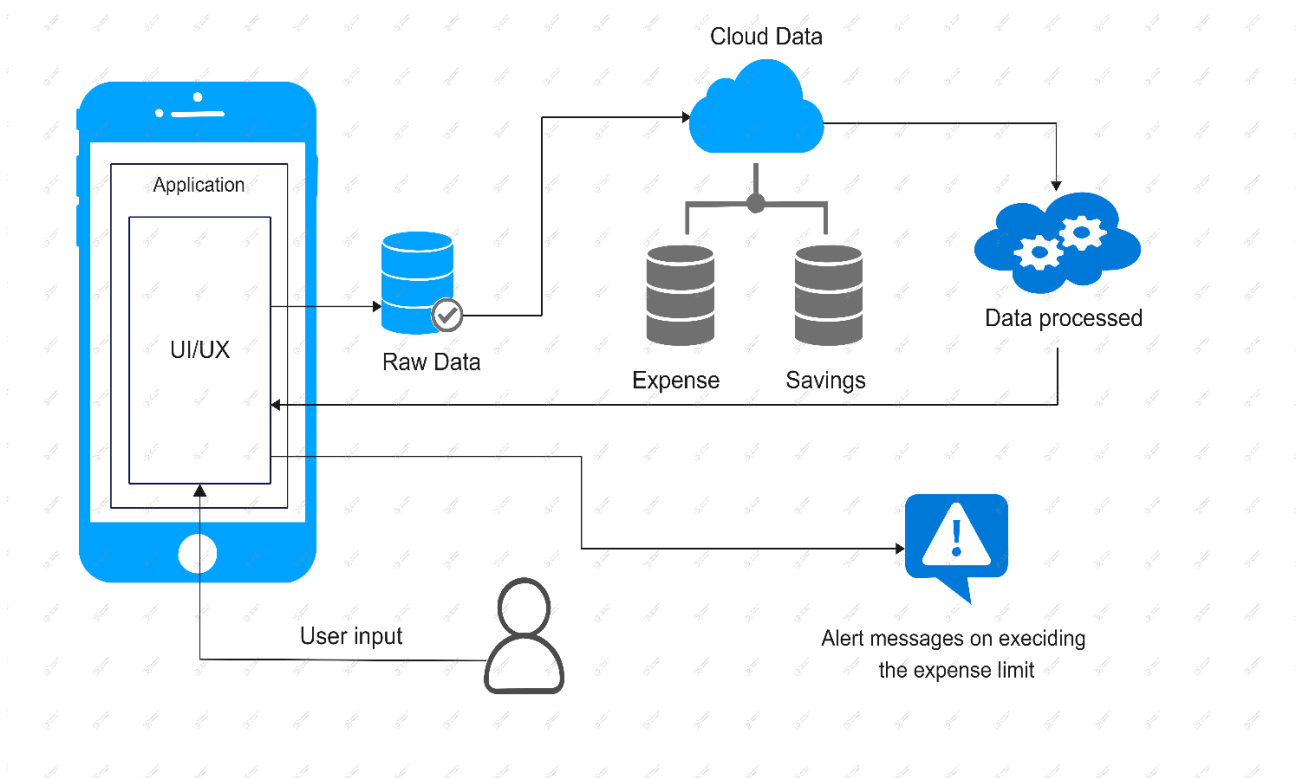 Cloud Data
Application
UI/UX
Raw Data
Expense
Savings
Data processed
User input
Alert messages on execiding
the expense limit